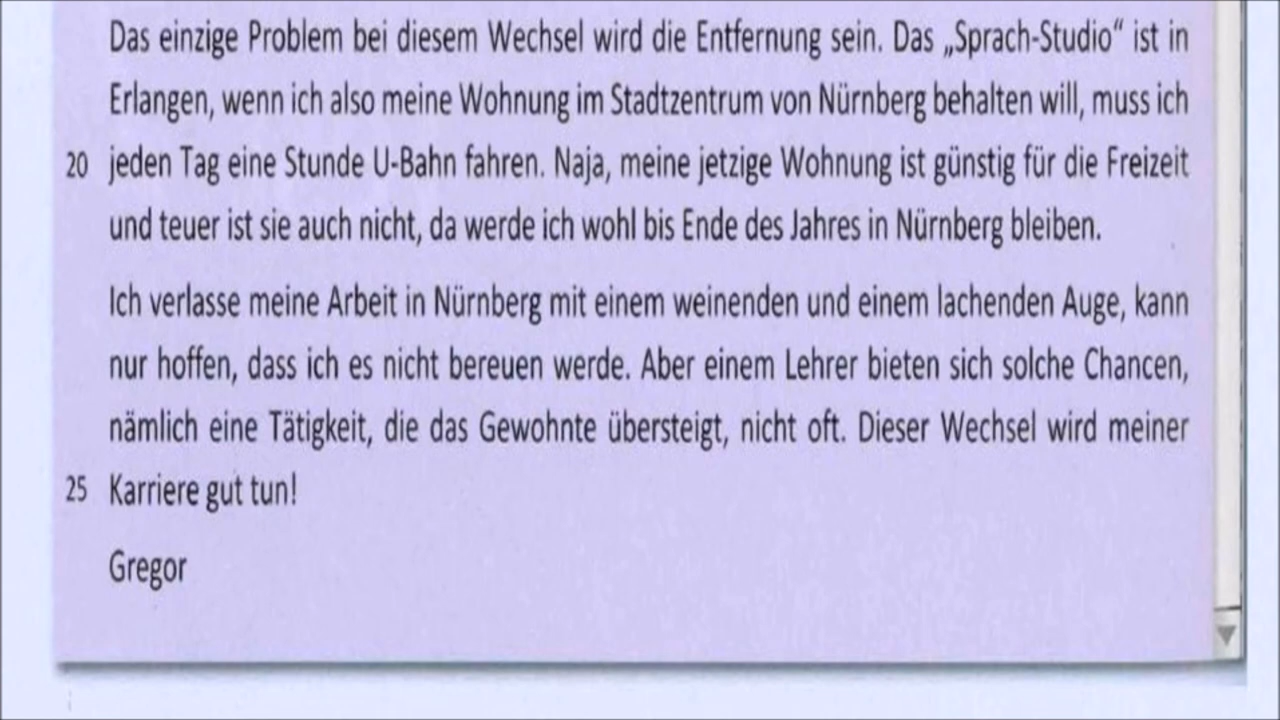 Das einzige Problem bei diesem Wechsel wird die Entfernung sein. Das „Sprach-Studio“ ist in
Erlangen, wenn ich also meine Wohnung im Stadtzentrum von Nürnberg behalten will, muss ich
20 jeden Tag eine Stunde U-Bahn fahren. Naja, meine jetzige Wohnung ist günstig für die Freizeit
und teuer ist sie auch nicht, da werde ich wohl bis Ende des Jahres in Nürnberg bleiben.
Ich verlasse meine Arbeit in Nürnberg mit einem weinenden und einem lachenden Auge, kann
nur hoffen, dass ich es nicht bereuen werde. Aber einem Lehrer bieten sich solche Chancen,
nämlich eine Tätigkeit, die das Gewohnte übersteigt, nicht oft. Dieser Wechsel wird meiner
25 Karriere gut tun!
Gregor